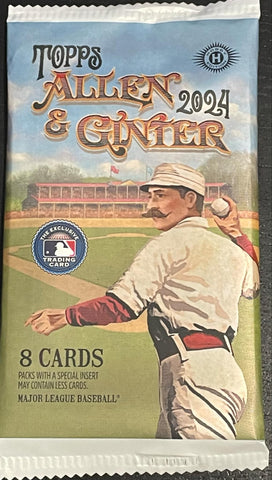 TOPPS
ALLEN
& GINTER
2024
H
THE EXCLUSIVE
TRADING CARD
8 CARDS
PACKS WITH A SPECIAL INSERT
MAY CONTAIN LESS CARDS.
MAJOR LEAGUE BASEBALL®